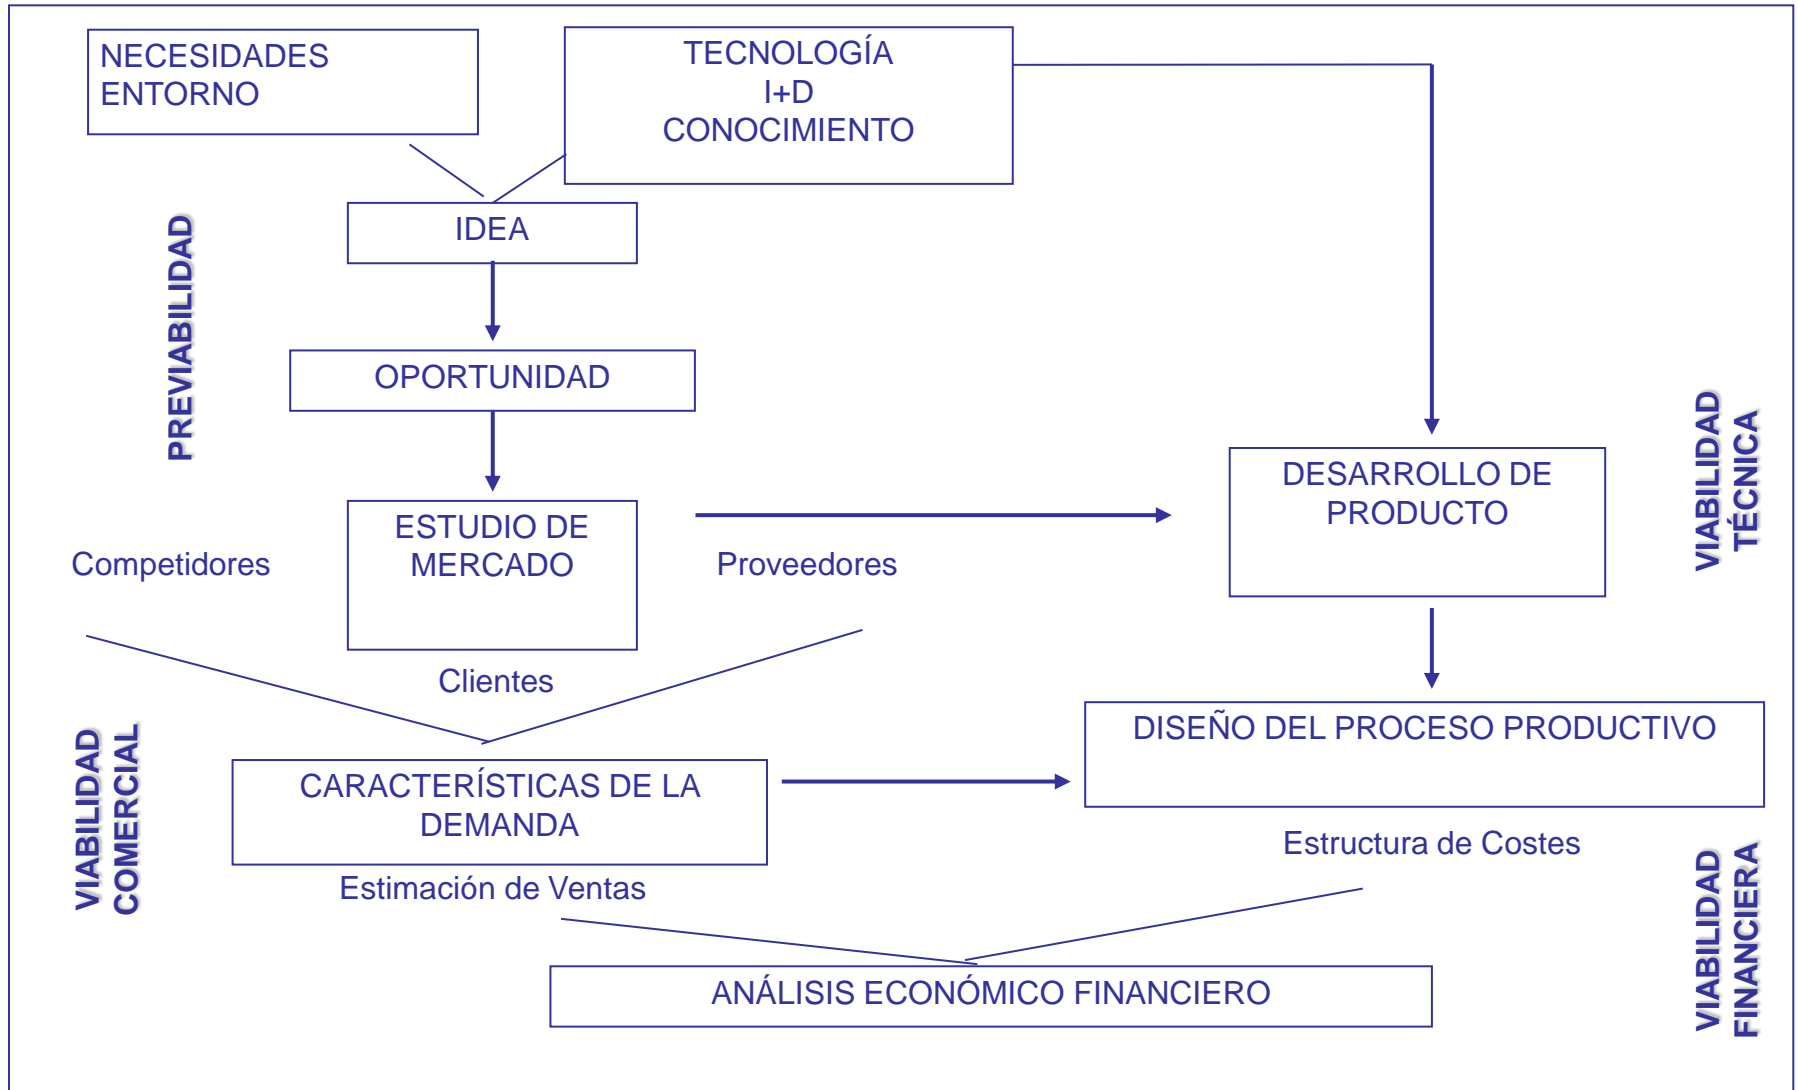 NECESIDADES
ENTORNO
TECNOLOGÍA
I+D
CONOCIMIENTO
IDEA
PREVIABILIDAD
OPORTUNIDAD
ESTUDIO DE
MERCADO
Competidores
Proveedores
Clientes
DESARROLLO DE
PRODUCTO
VIABILIDAD
TÉCNICA
VIABILIDAD
COMERCIAL
CARACTERÍSTICAS DE LA
DEMANDA
Estimación de Ventas
DISEÑO DEL PROCESO PRODUCTIVO
Estructura de Costes
VIABILIDAD
FINANCIERA
ANÁLISIS ECONÓMICO FINANCIERO